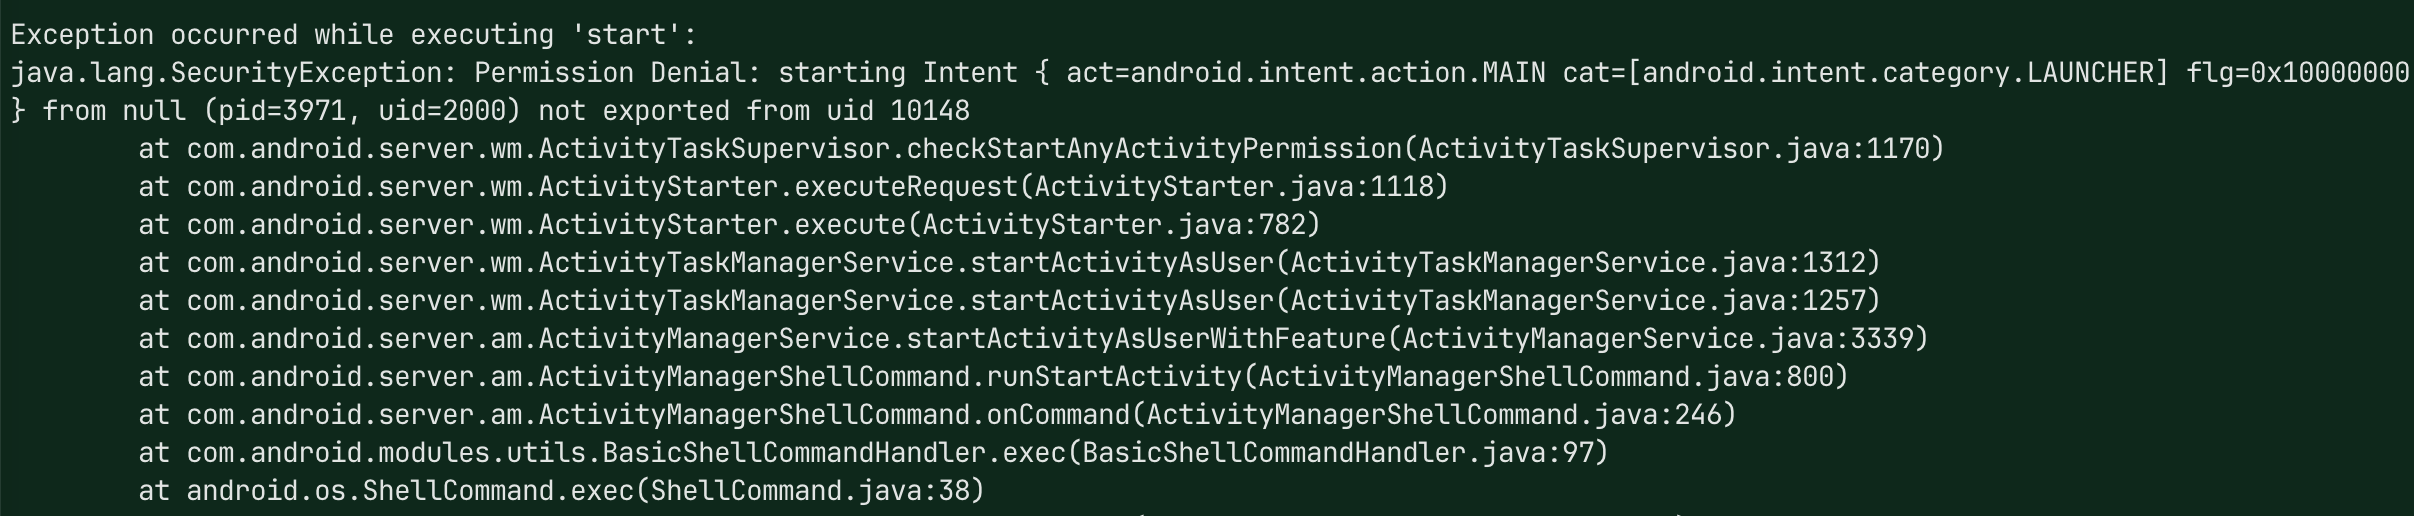 Exception occurred while executing 'start':
java.lang.SecurityException: Permission Denial: starting Intent { act=android.intent.action.MAIN cat=[android.intent.category.LAUNCHER] flg=0x10000000
} from null (pid=3971, uid=2000) not exported from uid 10148
at com.android.server.wm.ActivityTaskSupervisor.checkStartAnyActivityPermission(ActivityTaskSupervisor.java:1170)
at com.android.server.wm.ActivityStarter.executeRequest(ActivityStarter.java:1118)
at com.android.server.wm.ActivityStarter.execute(ActivityStarter.java:782)
at com.android.server.wm.ActivityTaskManagerService.startActivityAsUser(ActivityTaskManagerService.java:1312)
at com.android.server.wm.ActivityTaskManagerService.startActivityAsUser(ActivityTaskManagerService.java:1257)
at com.android.server.am.ActivityManagerService.startActivityAsUserWithFeature(ActivityManagerService.java:3339)
at com.android.server.am.ActivityManagerShellCommand.runStartActivity(ActivityManagerShellCommand.java:800)
at com.android.server.am.ActivityManagerShellCommand.onCommand(ActivityManagerShellCommand.java:246)
at com.android.modules.utils.BasicShellCommandHandler.exec(BasicShellCommandHandler.java:97)
at android.os.ShellCommand.exec(ShellCommand.java:38)